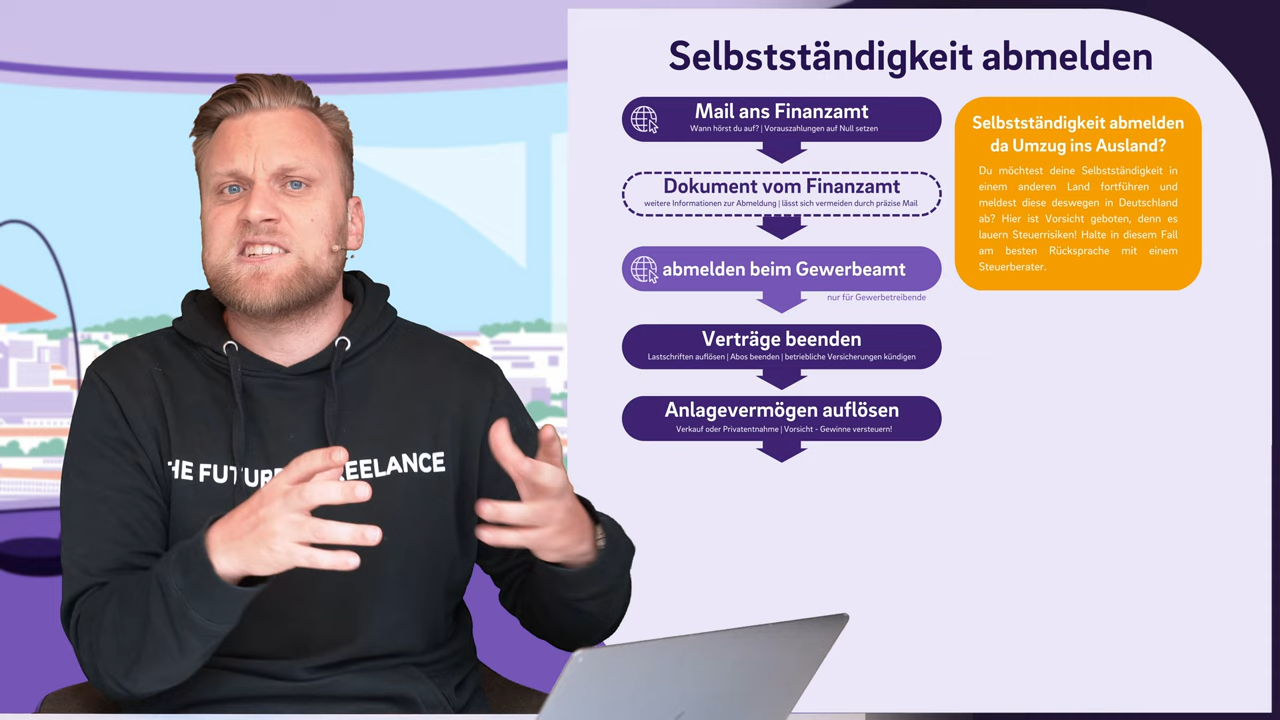 Selbstständigkeit abmelden
Mail ans Finanzamt
Wann hörst du auf? | Vorauszahlungen auf Null setzen
Dokument vom Finanzamt
weitere Informationen zur Abmeldung | lässt sich vermeiden durch präzise Mail
abmelden beim Gewerbeamt
nur für Gewerbetreibende
Verträge beenden
Lastschriften auflösen | Abos beenden | betriebliche Versicherungen kündigen
Anlagevermögen auflösen
Verkauf oder Privatentnahme | Vorsicht - Gewinne versteuern!
Selbstständigkeit abmelden
da Umzug ins Ausland?
Du möchtest deine Selbstständigkeit in
einem anderen Land fortführen und
meldest diese deswegen in Deutschland
ab? Hier ist Vorsicht geboten, denn es
lauern Steuerrisiken! Halte in diesem Fall
am besten Rücksprache mit einem
Steuerberater.
HE FUTURE REELANCE